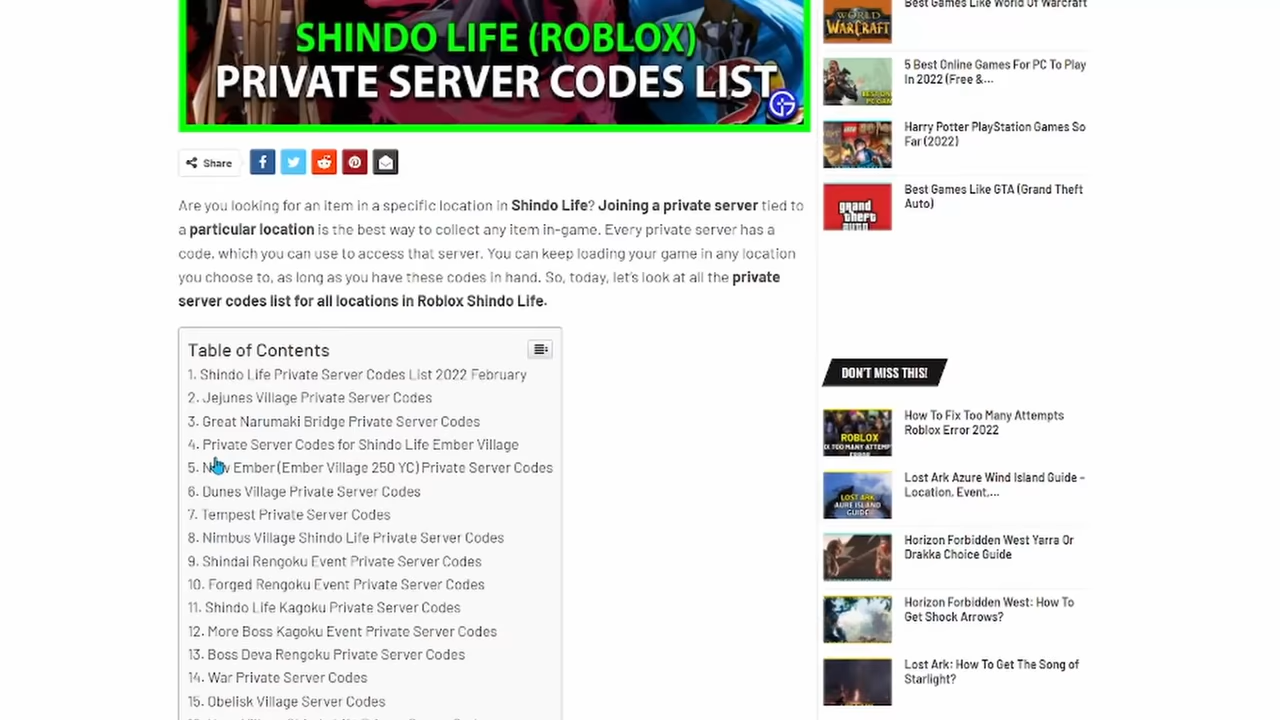 SHINDO LIFE (ROBLOX)
PRIVATE SERVER CODES LIST
Share
Are you looking for an item in a specific location in Shindo Life? Joining a private server tied to
a particular location is the best way to collect any item in-game. Every private server has a
code, which you can use to access that server. You can keep loading your game in any location
you choose to, as long as you have these codes in hand. So, today, let's look at all the private
server codes list for all locations in Roblox Shindo Life.
Table of Contents
1. Shindo Life Private Server Codes List 2022 February
2. Jejunes Village Private Server Codes
3. Great Narumaki Bridge Private Server Codes
4. Private Server Codes for Shindo Life Ember Village
5. New Ember (Ember Village 250 YC) Private Server Codes
6. Dunes Village Private Server Codes
7. Tempest Private Server Codes
8. Nimbus Village Shindo Life Private Server Codes
9. Shindai Rengoku Event Private Server Codes
10. Forged Rengoku Event Private Server Codes
11. Shindo Life Kagoku Private Server Codes
12. More Boss Kagoku Event Private Server Codes
13. Boss Deva Rengoku Private Server Codes
14. War Private Server Codes
15. Obelisk Village Server Codes
WORLD
WARCRAFT
Best Games Like World Of Warcraft
5 Best Online Games For PC To Play
In 2022 (Free &...
Harry Potter PlayStation Games So
Far (2022)
grand
theft
auto
Best Games Like GTA (Grand Theft
Auto)
DON'T MISS THIS!
ROBLOX
How To Fix Too Many Attempts
Roblox Error 2022
LOST ARK
GUIDE
Lost Ark Azure Wind Island Guide -
Location, Event,...
Horizon Forbidden West Yarra Or
Drakka Choice Guide
Horizon Forbidden West: How To
Get Shock Arrows?
Lost Ark: How To Get The Song of
Starlight?